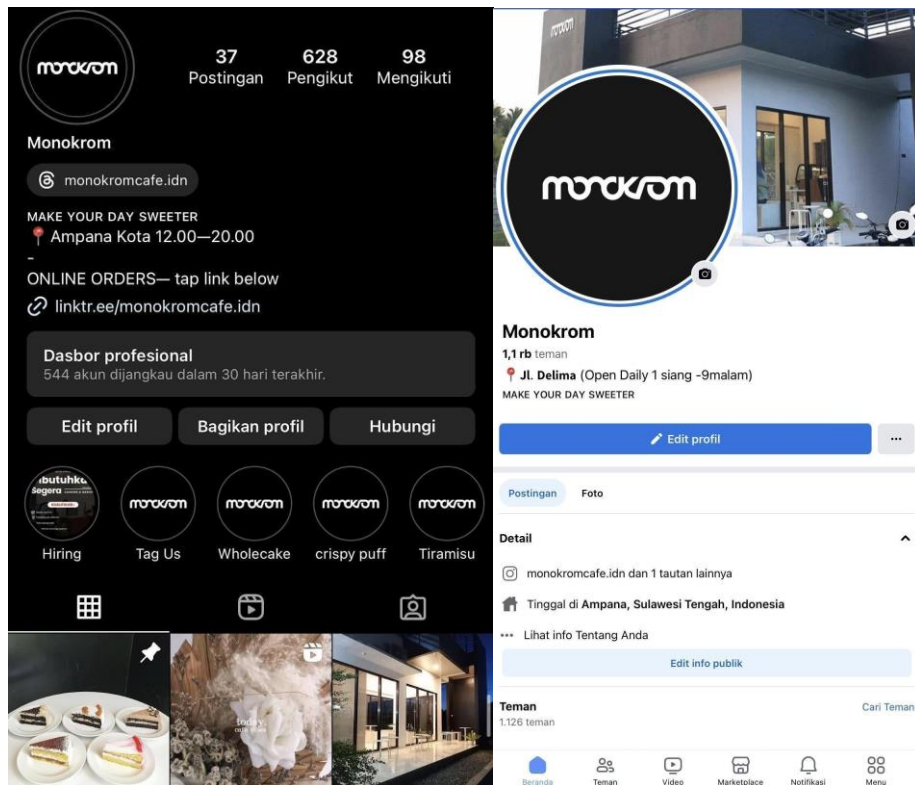 monokrom
37 628 98
Postingan Pengikut Mengikuti
Monokrom
monokromcafe.idn
MAKE YOUR DAY SWEETER
📍 Ampana Kota 12.00—20.00
-
ONLINE ORDERS— tap link below
linktr.ee/monokromcafe.idn
Dasbor profesional
544 akun dijangkau dalam 30 hari terakhir.
Edit profil Bagikan profil Hubungi
ibutuhka
Segera
monokrom monokrom monokrom monokrom
Hiring Tag Us Wholecake crispy puff Tiramisu
today.
monokrom
monokrom
Monokrom
1,1 rb teman
📍 Jl. Delima (Open Daily 1 siang -9malam)
MAKE YOUR DAY SWEETER
Edit profil ...
Postingan Foto
Detail
monokromcafe.idn dan 1 tautan lainnya
Tinggal di Ampana, Sulawesi Tengah, Indonesia
... Lihat info Tentang Anda
Edit info publik
Teman Cari Teman
1.126 teman
Beranda Teman Video Marketplace Notifikasi Menu